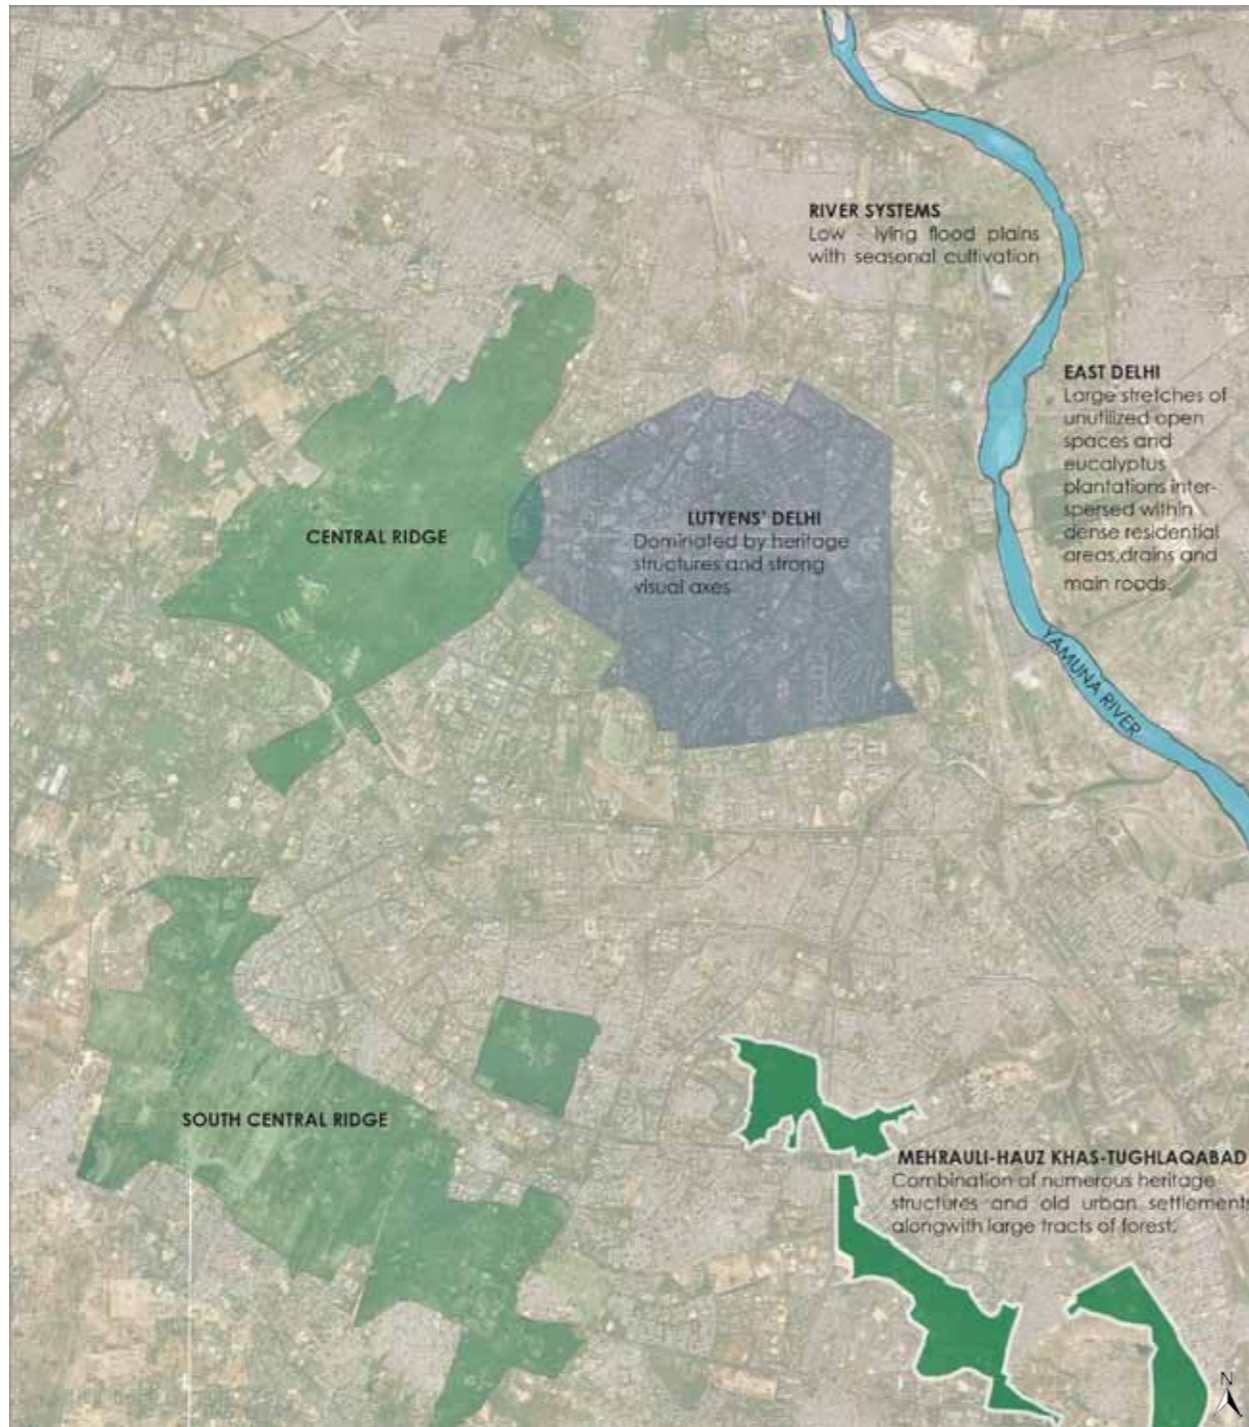 RIVER SYSTEMS
Low - lying flood plains
with seasonal cultivation
EAST DELHI
Large stretches of
unutilized open
spaces and
eucalyptus
plantations inter-
spersed within
dense residential
areas,drains and
main roads.
CENTRAL RIDGE
LUTYENS' DELHI
Dominated by heritage
structures and strong
visual axes
YAMUNA RIVER
SOUTH CENTRAL RIDGE
MEHRAULI-HAUZ KHAS-TUGHLAQABAD
Combination of numerous heritage
structures and old urban settlements
alongwith large tracts of forest.
N